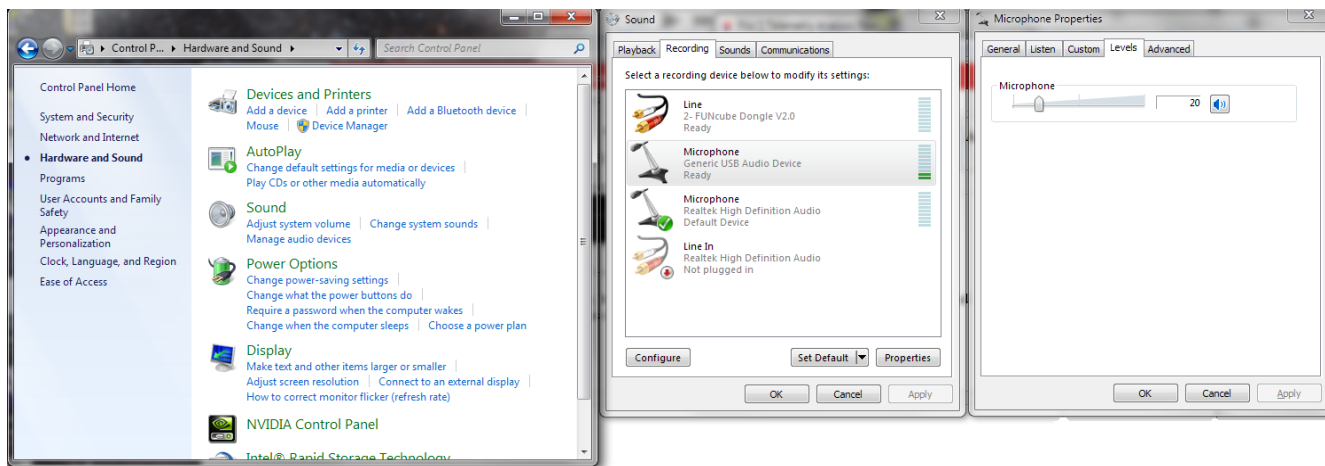 Control P... ▸ Hardware and Sound ▸
Search Control Panel
Control Panel Home
System and Security
Network and Internet
Hardware and Sound
Programs
User Accounts and Family
Safety
Appearance and
Personalization
Clock, Language, and Region
Ease of Access
Devices and Printers
Add a device | Add a printer | Add a Bluetooth device |
Mouse | Device Manager
AutoPlay
Change default settings for media or devices |
Play CDs or other media automatically
Sound
Adjust system volume | Change system sounds |
Manage audio devices
Power Options
Change power-saving settings |
Change what the power buttons do |
Require a password when the computer wakes |
Change when the computer sleeps | Choose a power plan
Display
Make text and other items larger or smaller |
Adjust screen resolution | Connect to an external display |
How to correct monitor flicker (refresh rate)
NVIDIA Control Panel
Intel® Rapid Storage Technology
Sound
Playback Recording Sounds Communications
Select a recording device below to modify its settings:
Line
2- FUNcube Dongle V2.0
Ready
Microphone
Generic USB Audio Device
Ready
Microphone
Realtek High Definition Audio
Default Device
Line In
Realtek High Definition Audio
Not plugged in
Configure Set Default Properties
OK Cancel Apply
Microphone Properties
General Listen Custom Levels Advanced
Microphone
20
OK Cancel Apply